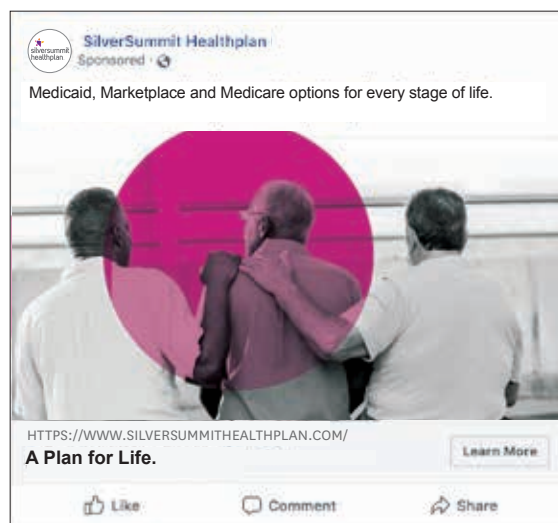 silversummit
healthplan
SilverSummit Healthplan
Sponsored ·
Medicaid, Marketplace and Medicare options for every stage of life.
HTTPS://WWW.SILVERSUMMITHEALTHPLAN.COM/
A Plan for Life.
Learn More
Like Comment Share